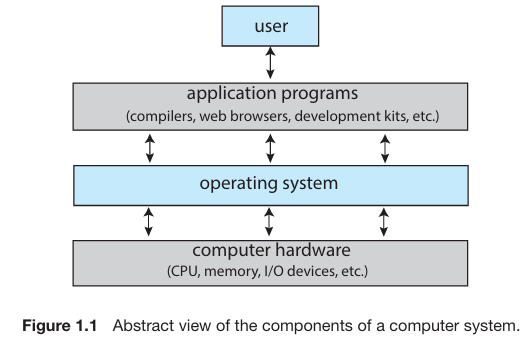 user
application programs
(compilers, web browsers, development kits, etc.)
operating system
computer hardware
(CPU, memory, I/O devices, etc.)
Figure 1.1 Abstract view of the components of a computer system.